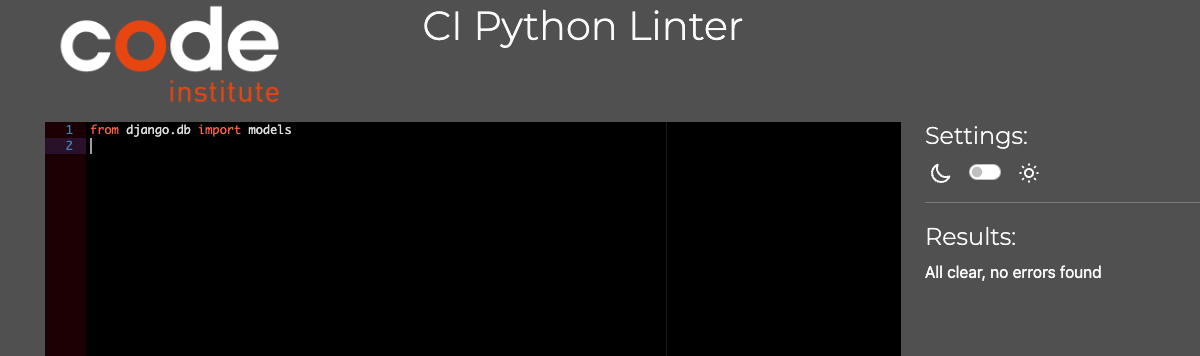 code
institute
CI Python Linter
1 from django.db import models
2
Settings:
Results:
All clear, no errors found